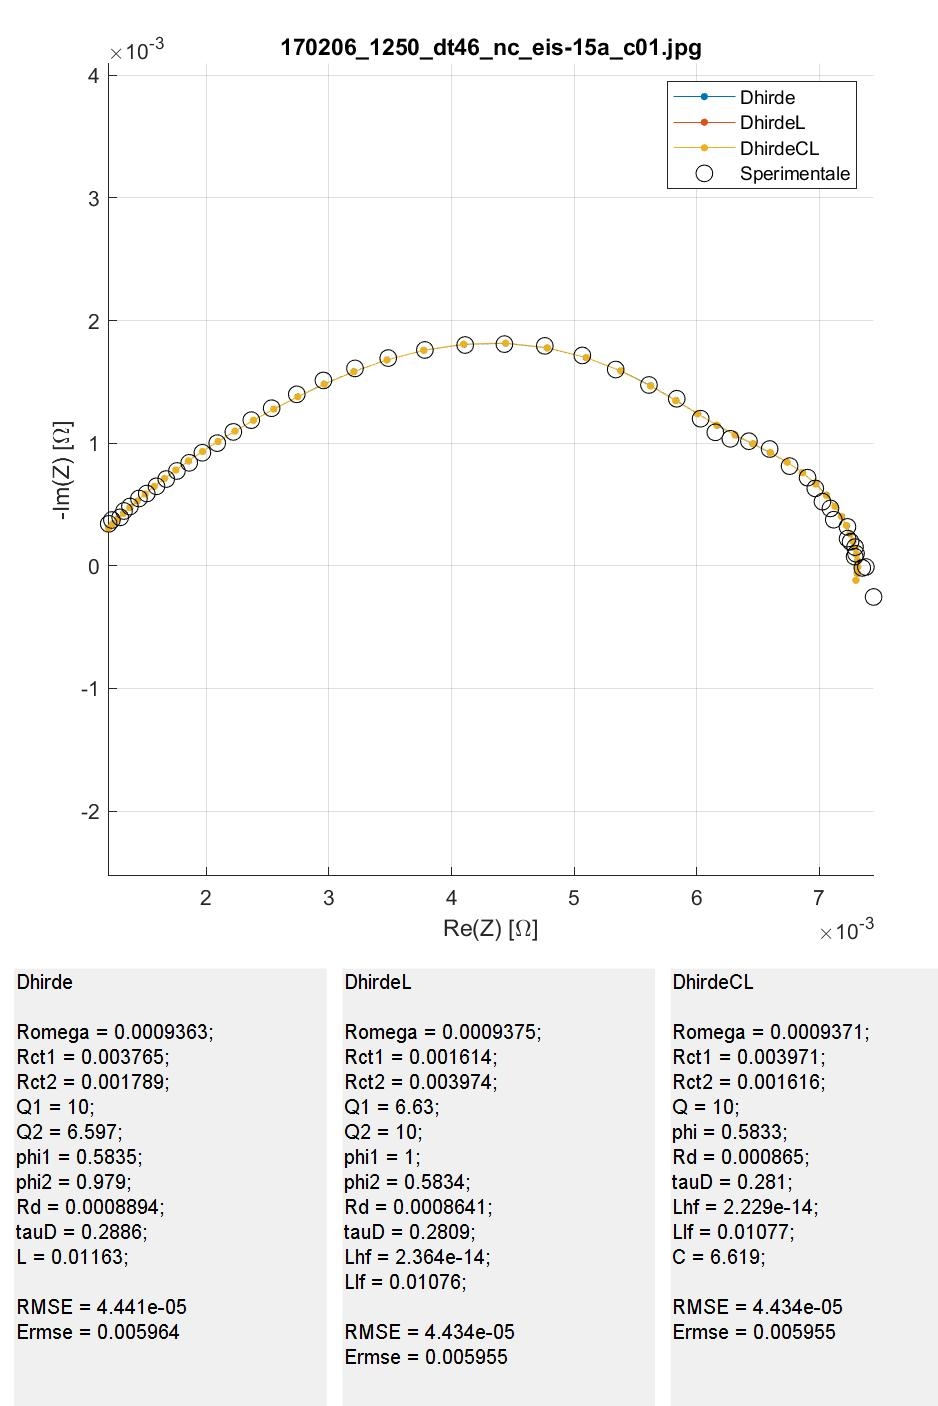 170206_1250_dt46_nc_eis-15a_c01.jpg
×10-3
4
3
2
1
0
-1
-2
-Im(Z) [Ω]
Dhirde
DhirdeL
DhirdeCL
Sperimentale
2 3 4 5 6 7
Re(Z) [Ω]
×10-3
Dhirde
Romega = 0.0009363;
Rct1 = 0.003765;
Rct2 = 0.001789;
Q1 = 10;
Q2 = 6.597;
phi1 = 0.5835;
phi2 = 0.979;
Rd = 0.0008894;
tauD = 0.2886;
L = 0.01163;
RMSE = 4.441e-05
Ermse = 0.005964
DhirdeL
Romega = 0.0009375;
Rct1 = 0.001614;
Rct2 = 0.003974;
Q1 = 6.63;
Q2 = 10;
phi1 = 1;
phi2 = 0.5834;
Rd = 0.0008641;
tauD = 0.2809;
Lhf = 2.364e-14;
Llf = 0.01076;
RMSE = 4.434e-05
Ermse = 0.005955
DhirdeCL
Romega = 0.0009371;
Rct1 = 0.003971;
Rct2 = 0.001616;
Q = 10;
phi = 0.5833;
Rd = 0.000865;
tauD = 0.281;
Lhf = 2.229e-14;
Llf = 0.01077;
C = 6.619;
RMSE = 4.434e-05
Ermse = 0.005955